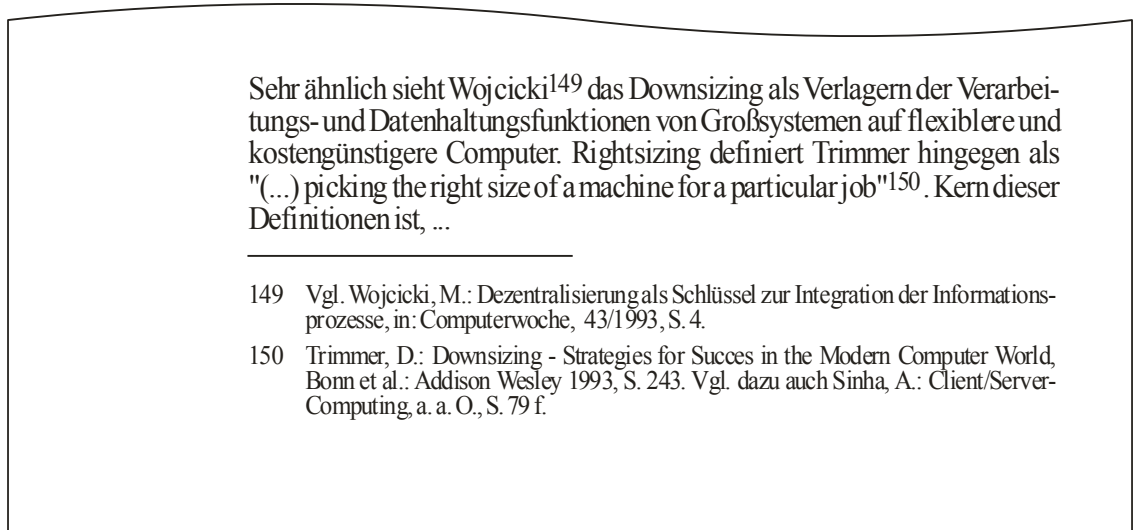 Sehr ähnlich sieht Wojcicki149 das Downsizing als Verlagern der Verarbei-
tungs- und Datenhaltungsfunktionen von Großsystemen auf flexiblere und
kostengünstigere Computer. Rightsizing definiert Trimmer hingegen als
"(...) picking the right size of a machine for a particular job"150. Kern dieser
Definitionen ist, ...
149 Vgl. Wojcicki, M.: Dezentralisierung als Schlüssel zur Integration der Informations-
prozesse, in: Computerwoche, 43/1993, S. 4.
150 Trimmer, D.: Downsizing - Strategies for Succes in the Modern Computer World,
Bonn et al.: Addison Wesley 1993, S. 243. Vgl. dazu auch Sinha, A.: Client/Server-
Computing, a. a. O., S. 79 f.